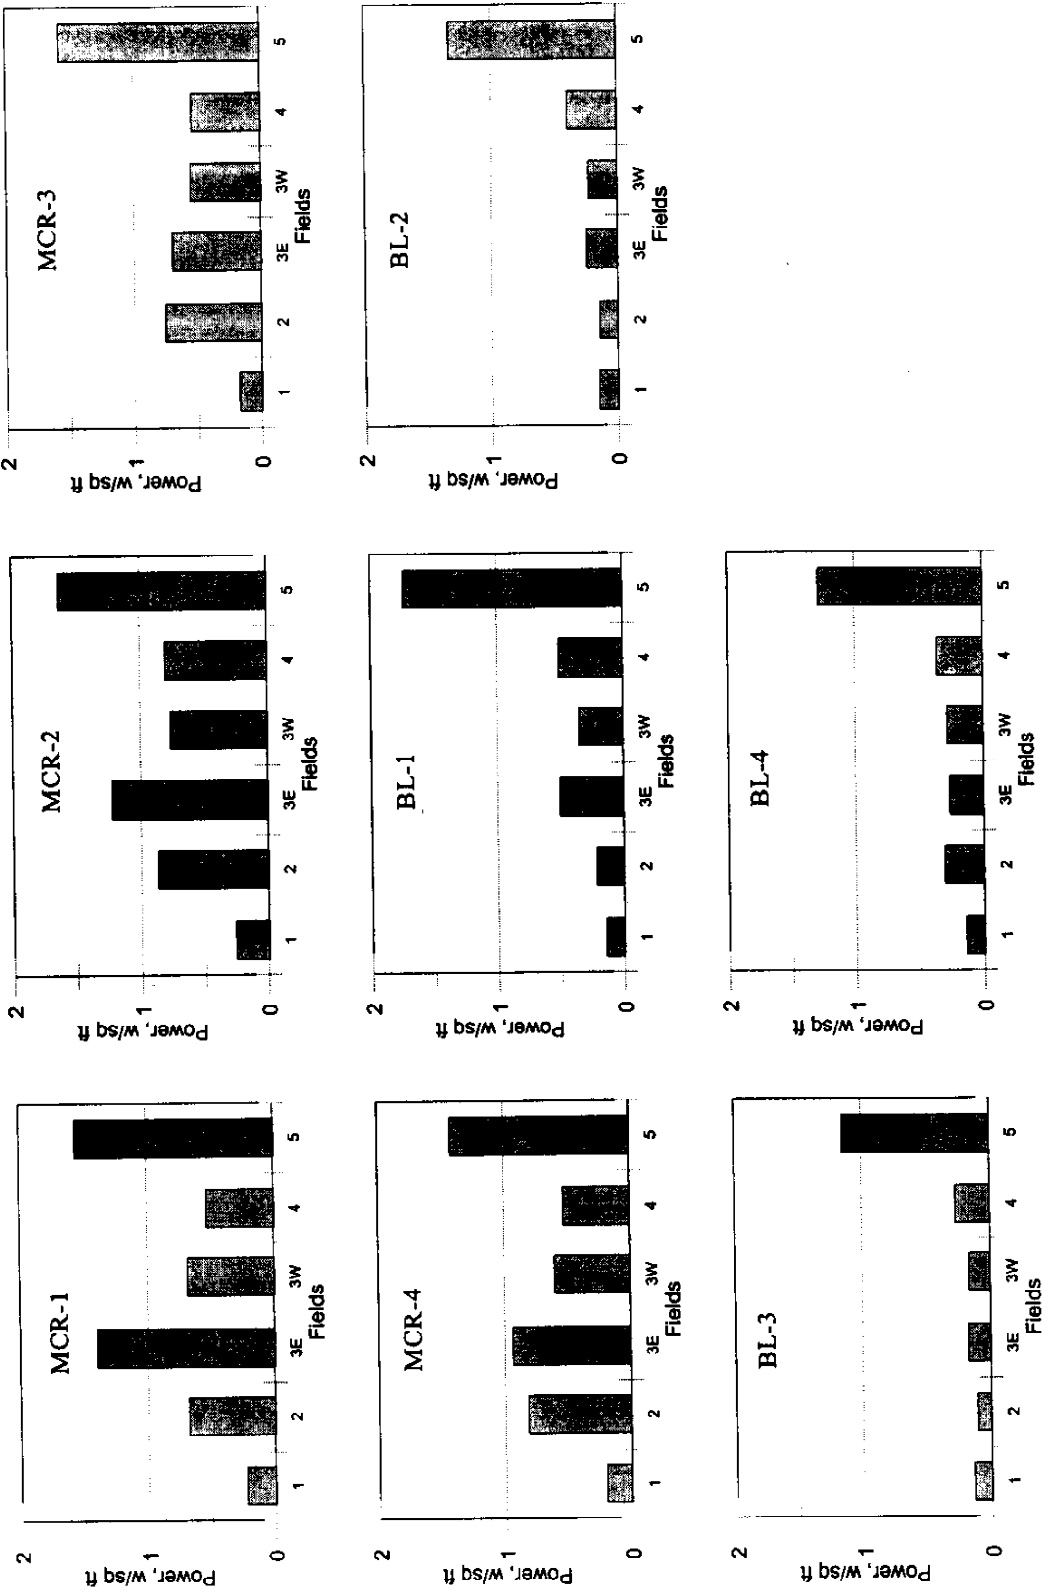 MCR-1
Power, w/sq ft
2
1
0
1 2 3E 3W 4 5
Fields
MCR-2
Power, w/sq ft
2
1
0
1 2 3E 3W 4 5
Fields
MCR-3
Power, w/sq ft
2
1
0
1 2 3E 3W 4 5
Fields
MCR-4
Power, w/sq ft
2
1
0
1 2 3E 3W 4 5
Fields
BL-1
Power, w/sq ft
2
1
0
1 2 3E 3W 4 5
Fields
BL-2
Power, w/sq ft
2
1
0
1 2 3E 3W 4 5
Fields
BL-3
Power, w/sq ft
2
1
0
1 2 3E 3W 4 5
Fields
BL-4
Power, w/sq ft
2
1
0
1 2 3E 3W 4 5
Fields